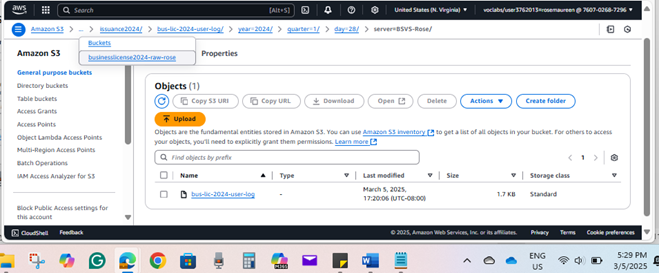 aws
Search
[Alt+S]
United States (N. Virginia)
voclabs/user3762013=rosemaureen @ 7607-0268-7296
Amazon S3
...
issuance2024/
bus-lic-2024-user-log/
year=2024/
quarter=1/
day=28/
server=BSVS-Rose/
Buckets
businesslicense2024-raw-rose
Amazon S3
General purpose buckets
Directory buckets
Table buckets
Access Grants
Access Points
Object Lambda Access Points
Multi-Region Access Points
Batch Operations
IAM Access Analyzer for S3
Block Public Access settings for
this account
Properties
Objects (1)
Copy S3 URI
Copy URL
Download
Open
Delete
Actions
Create folder
Upload
Objects are the fundamental entities stored in Amazon S3. You can use Amazon S3 inventory to get a list of all objects in your bucket. For others to access
your objects, you'll need to explicitly grant them permissions. Learn more
Find objects by prefix
1
Name
Type
Last modified
Size
Storage class
bus-lic-2024-user-log
-
March 5, 2025,
17:20:06 (UTC-08:00)
1.7 KB
Standard
CloudShell
Feedback
© 2025, Amazon Web Services, Inc. or its affiliates.
Privacy
Terms
Cookie preferences
ENG
US
5:29 PM
3/5/2025